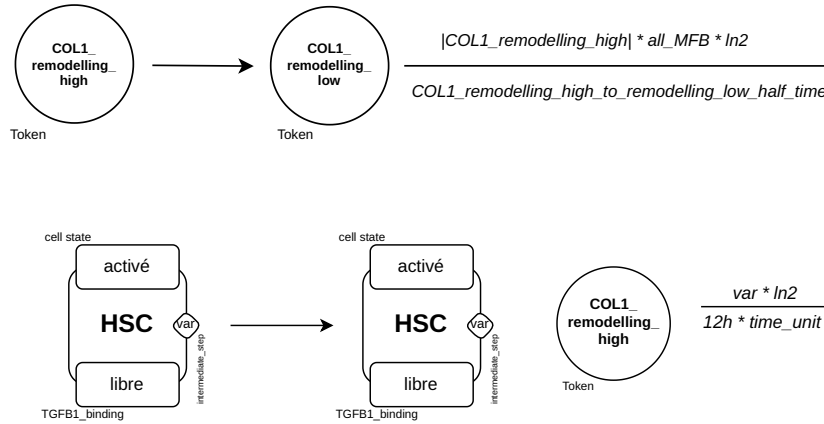 COL1_
remodelling_
high
Token
COL1_
remodelling_
low
Token
|COL1_remodelling_high| * all_MFB * ln2
COL1_remodelling_high_to_remodelling_low_half_time
cell state
activé
HSC
var
intermediate_step
libre
TGFB1_binding
cell state
activé
HSC
var
intermediate_step
libre
TGFB1_binding
COL1_
remodelling_
high
Token
var * ln2
12h * time_unit